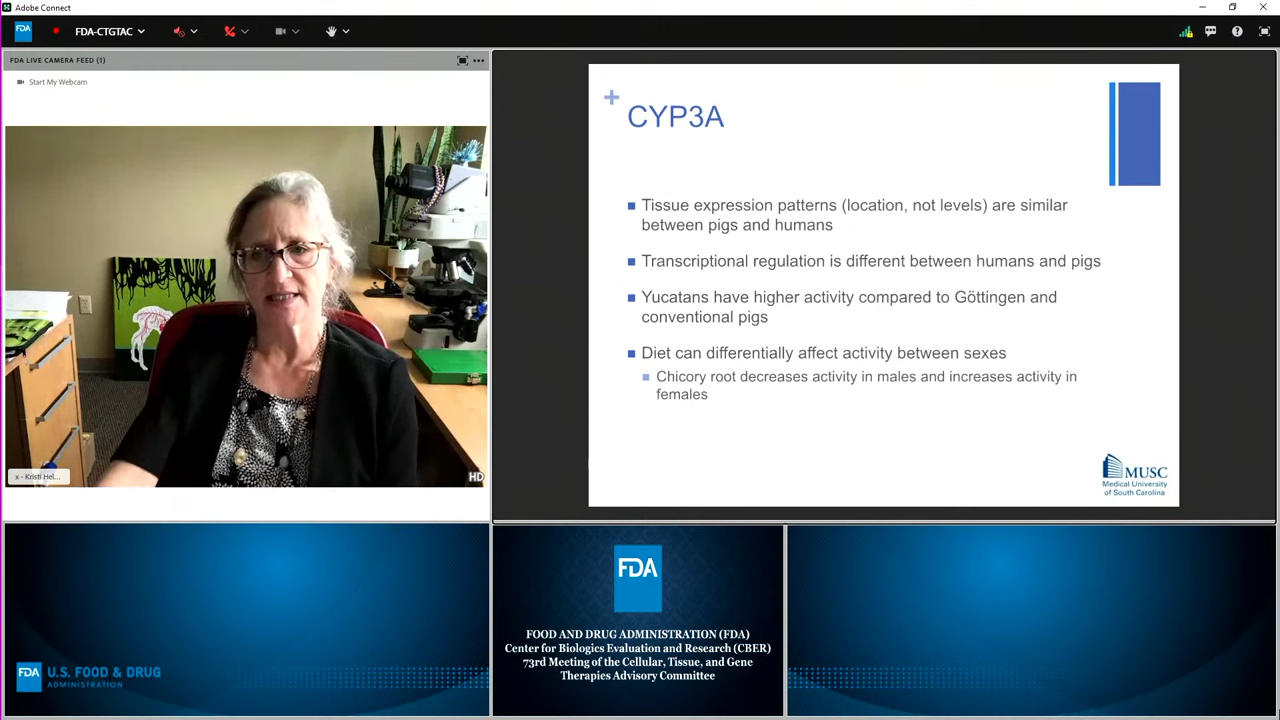 Adobe Connect
FDA
FDA-CTGTAC
FDA LIVE CAMERA FEED (1)
Start My Webcam
x - Kristi Hel...
HD
CYP3A
Tissue expression patterns (location, not levels) are similar
between pigs and humans
Transcriptional regulation is different between humans and pigs
Yucatans have higher activity compared to Göttingen and
conventional pigs
Diet can differentially affect activity between sexes
Chicory root decreases activity in males and increases activity in
females
MUSC
Medical University
of South Carolina
FDA
U.S. FOOD & DRUG
ADMINISTRATION
FDA
FOOD AND DRUG ADMINISTRATION (FDA)
Center for Biologics Evaluation and Research (CBER)
73rd Meeting of the Cellular, Tissue, and Gene
Therapies Advisory Committee